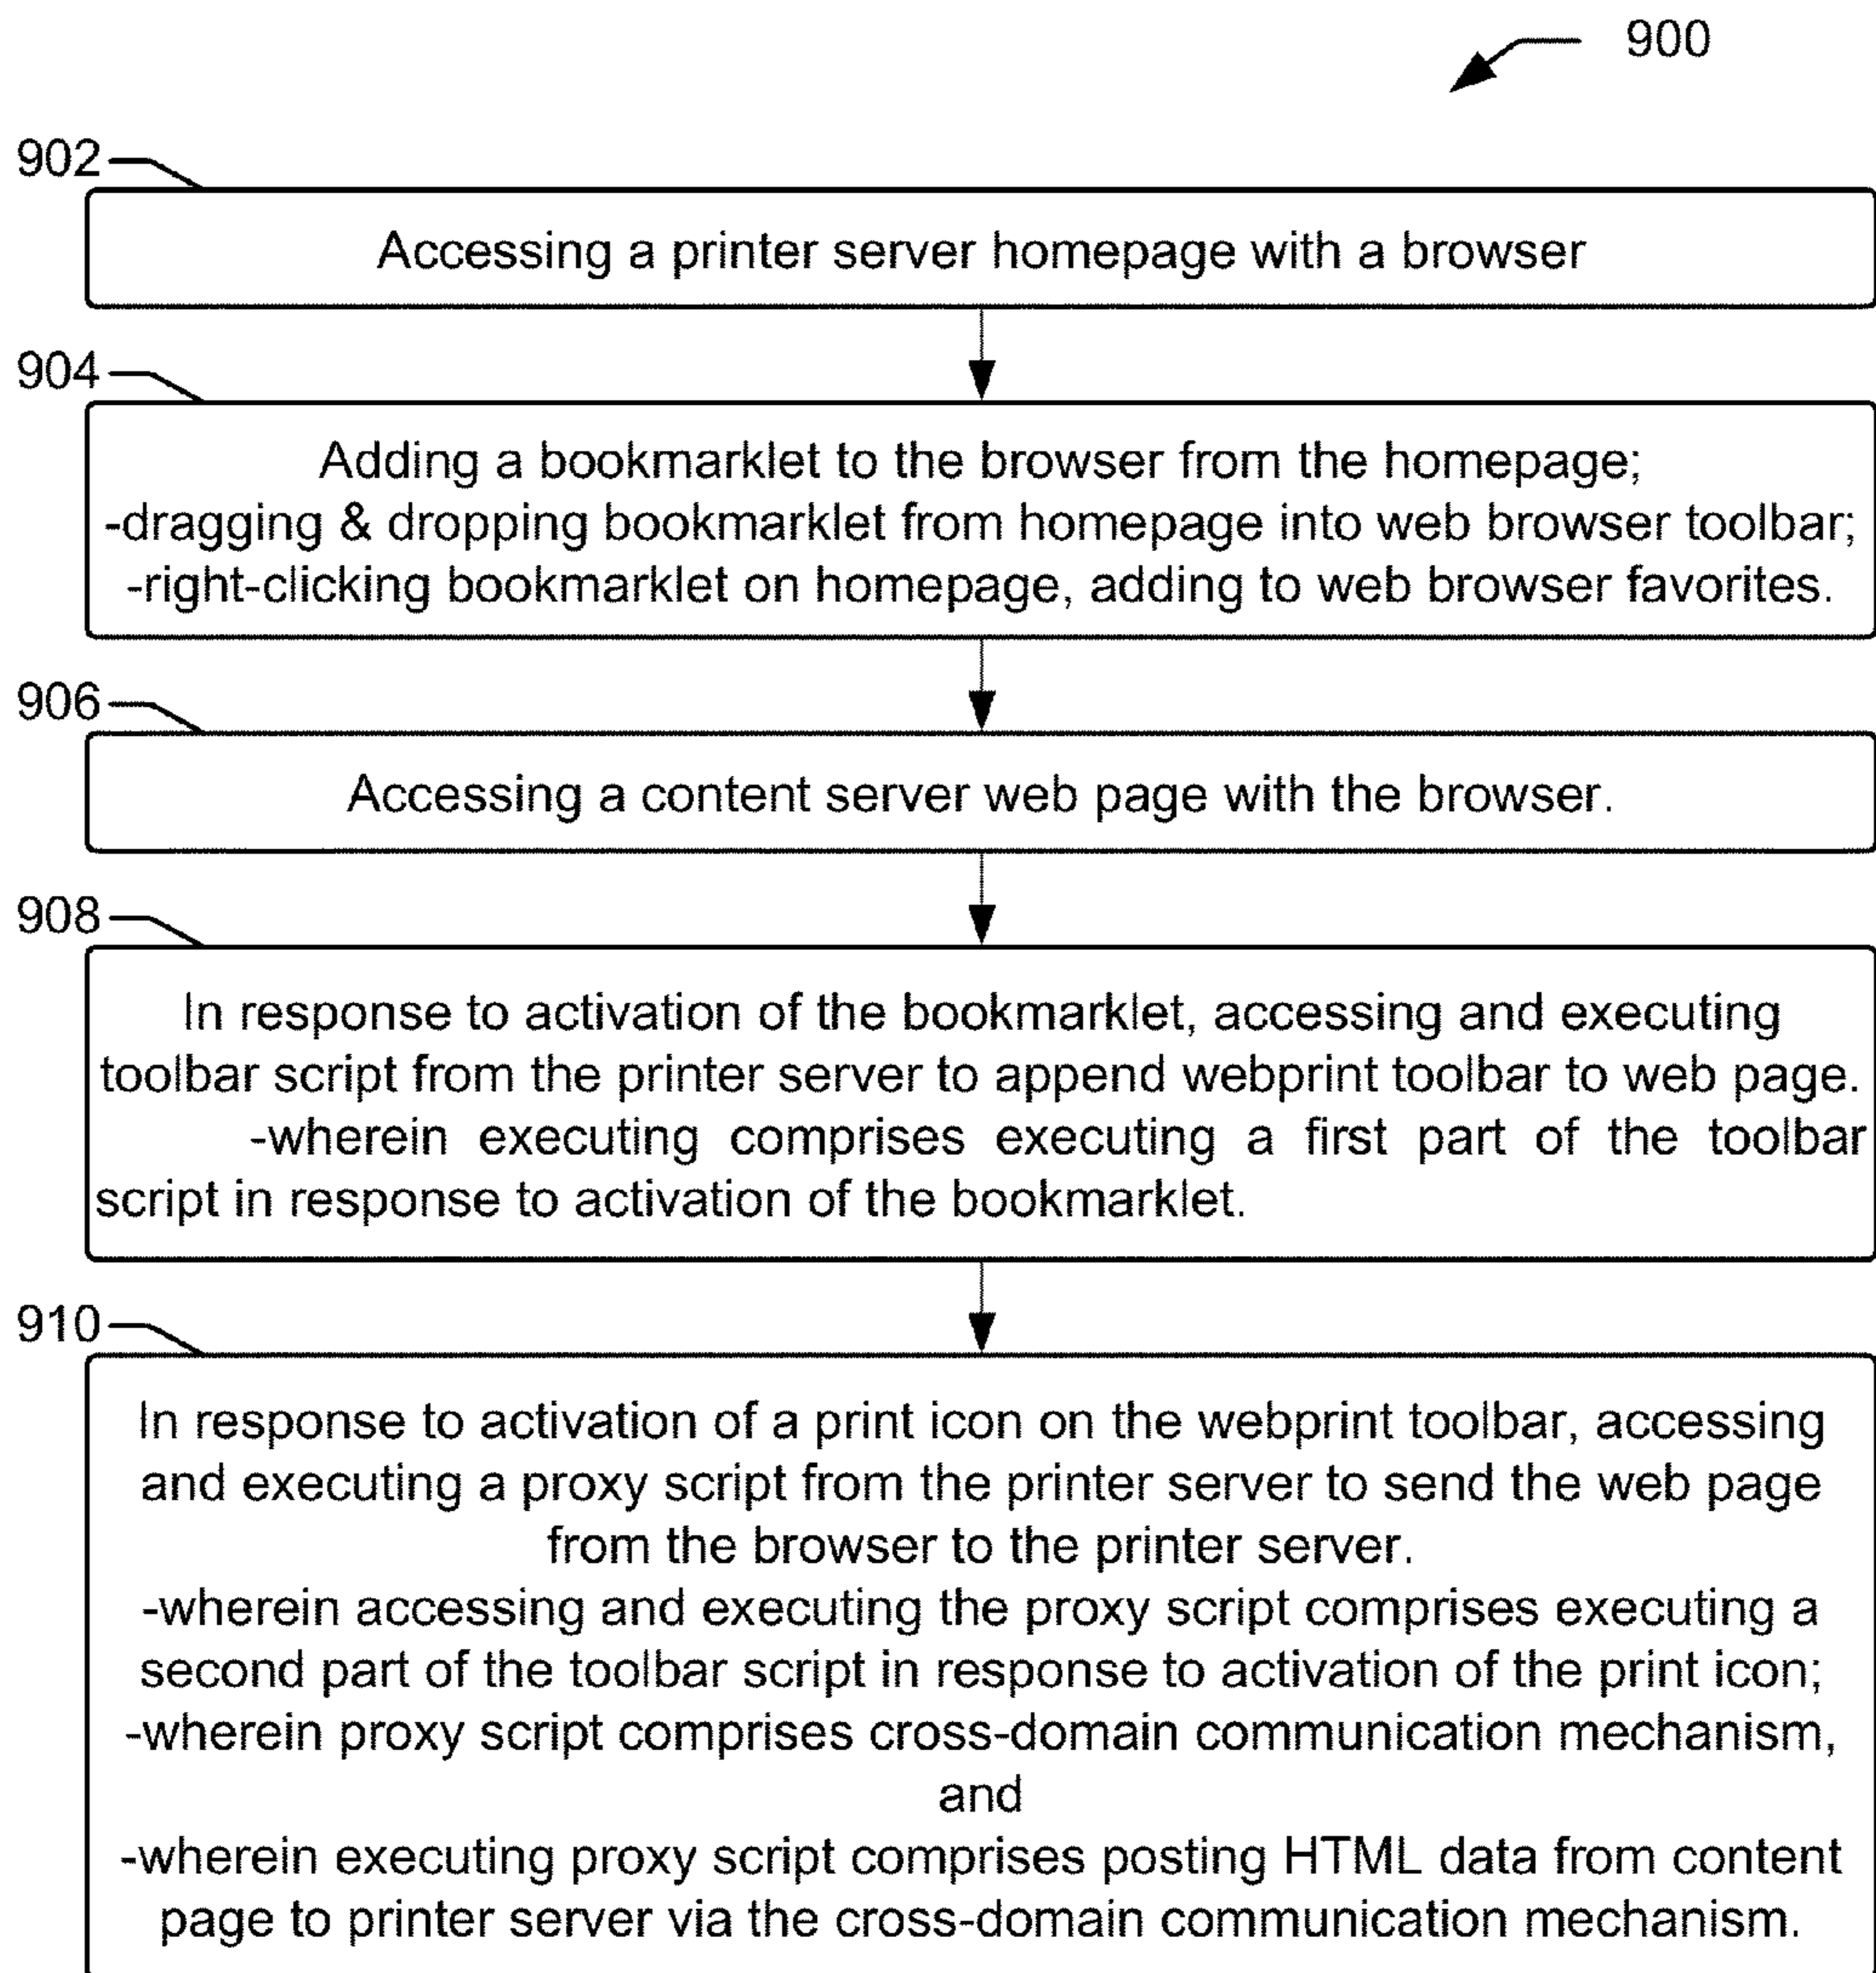 900
902
Accessing a printer server homepage with a browser
904
Adding a bookmarklet to the browser from the homepage;
-dragging & dropping bookmarklet from homepage into web browser toolbar;
-right-clicking bookmarklet on homepage, adding to web browser favorites.
906
Accessing a content server web page with the browser.
908
In response to activation of the bookmarklet, accessing and executing
toolbar script from the printer server to append webprint toolbar to web page.
-wherein executing comprises executing a first part of the toolbar
script in response to activation of the bookmarklet.
910
In response to activation of a print icon on the webprint toolbar, accessing
and executing a proxy script from the printer server to send the web page
from the browser to the printer server.
-wherein accessing and executing the proxy script comprises executing a
second part of the toolbar script in response to activation of the print icon;
-wherein proxy script comprises cross-domain communication mechanism,
and
-wherein executing proxy script comprises posting HTML data from content
page to printer server via the cross-domain communication mechanism.